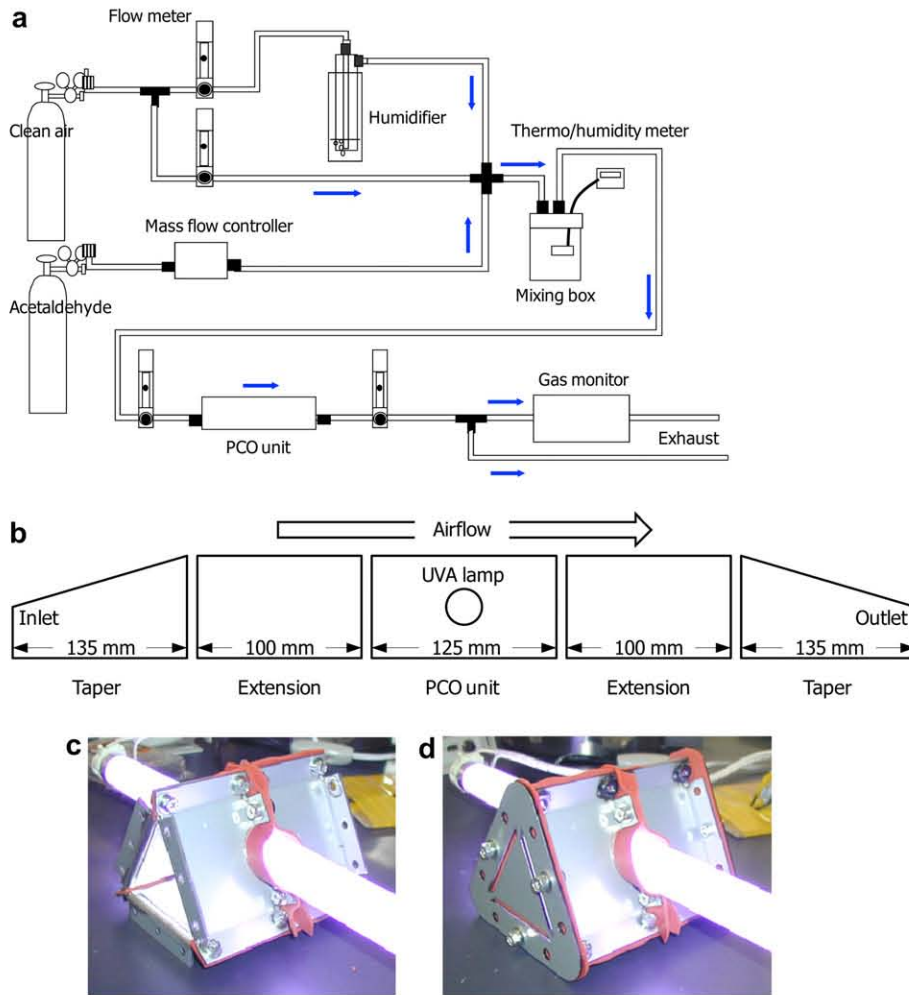 a
Flow meter
Clean air
Humidifier
Thermo/humidity meter
Mass flow controller
Acetaldehyde
Mixing box
Gas monitor
PCO unit
Exhaust
b
Airflow
UVA lamp
Inlet
Outlet
135 mm
100 mm
125 mm
100 mm
135 mm
Taper
Extension
PCO unit
Extension
Taper
c
d